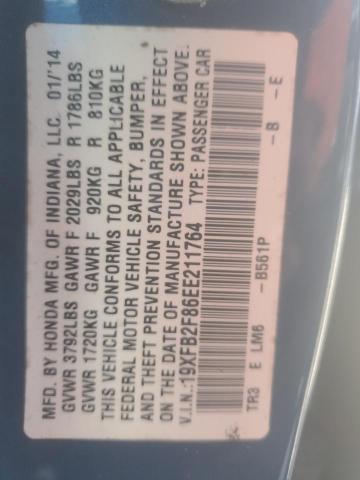 MFD. BY HONDA MFG. OF INDIANA, LLC. 01/'14
GVWR 3792LBS GAWR F 2029LBS R 1786LBS
GVWR 1720KG GAWR F 920KG R 810KG
THIS VEHICLE CONFORMS TO ALL APPLICABLE
FEDERAL MOTOR VEHICLE SAFETY, BUMPER,
AND THEFT PREVENTION STANDARDS IN EFFECT
ON THE DATE OF MANUFACTURE SHOWN ABOVE.
V.I.N.:19XFB2F86EE211764 TYPE: PASSENGER CAR
TR3 E LM6 -B561P -B -E